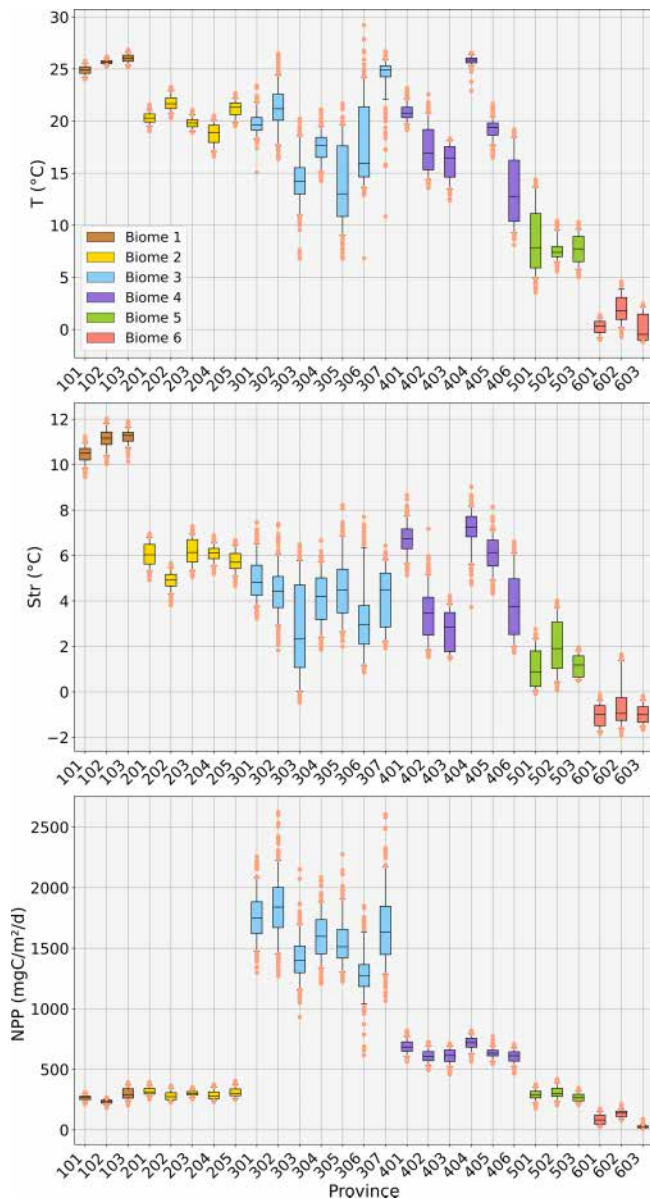 30
25
20
15
10
5
0
T (°C)
Biome 1
Biome 2
Biome 3
Biome 4
Biome 5
Biome 6
101 102 103 201 202 203 204 205 301 302 303 304 305 306 307 401 402 403 404 405 406 501 502 503 601 602 603
12
10
8
6
4
2
0
−2
Str (°C)
101 102 103 201 202 203 204 205 301 302 303 304 305 306 307 401 402 403 404 405 406 501 502 503 601 602 603
2500
2000
1500
1000
500
0
NPP (mgC/m²/d)
101 102 103 201 202 203 204 205 301 302 303 304 305 306 307 401 402 403 404 405 406 501 502 503 601 602 603
Province